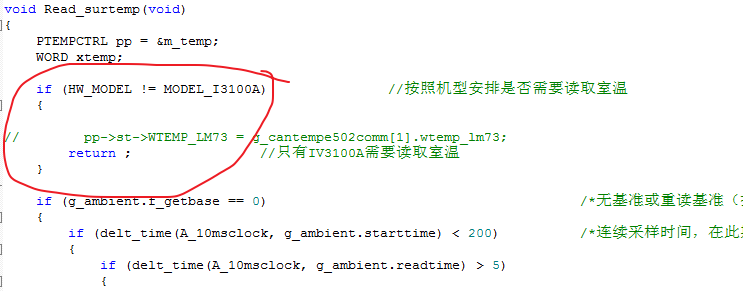 void Read_surtemp(void)
{
PTEMPCTRL pp = &m_temp;
WORD xtemp;
if (HW_MODEL != MODEL_I3100A) //按照机型安排是否需要读取室温
{
// pp->st->WTEMP_LM73 = g_cantempe502comm[1].wtemp_lm73;
return ; //只有IV3100A需要读取室温
}
if (g_ambient.f_getbase == 0) /*无基准或重读基准（
{
if (delt_time(A_10msclock, g_ambient.starttime) < 200) /*连续采样时间，在此
{
if (delt_time(A_10msclock, g_ambient.readtime) > 5)
{